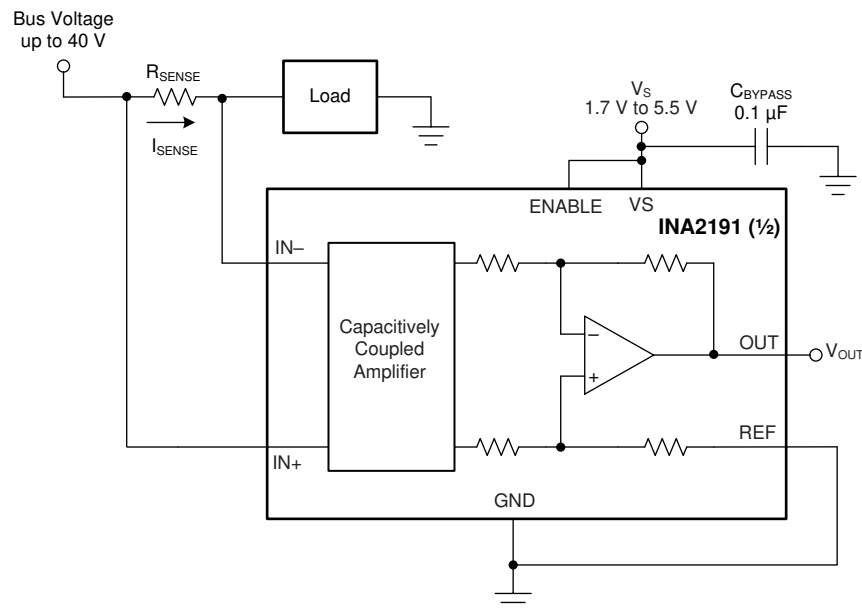 Bus Voltage
up to 40 V
RSENSE
ISENSE
Load
VS
1.7 V to 5.5 V
CBYPASS
0.1 µF
ENABLE
VS
INA2191 (½)
IN–
Capacitively
Coupled
Amplifier
–
+
OUT
VOUT
REF
IN+
GND